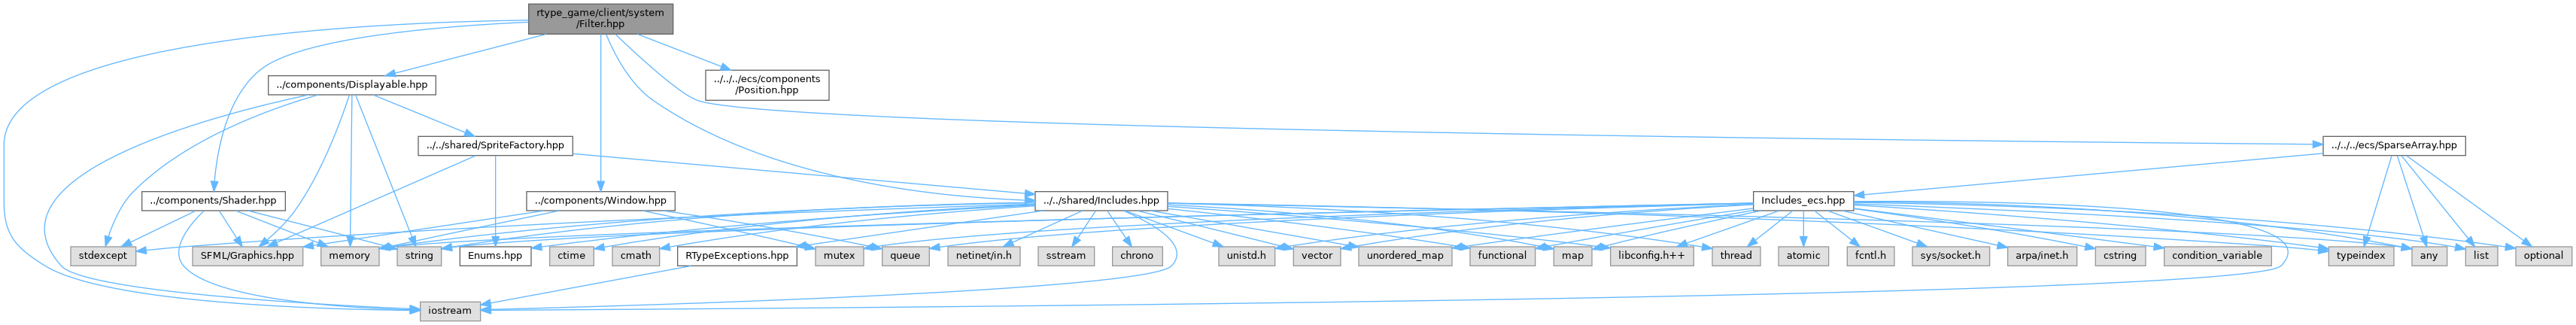 rtype_game/client/system
/Filter.hpp
../components/Displayable.hpp
../../../ecs/components
/Position.hpp
../../shared/SpriteFactory.hpp
../../../ecs/SparseArray.hpp
../components/Shader.hpp
../components/Window.hpp
../../shared/Includes.hpp
Includes_ecs.hpp
stdexcept
SFML/Graphics.hpp
memory
string
Enums.hpp
ctime
cmath
RTypeExceptions.hpp
mutex
queue
netinet/in.h
sstream
chrono
unistd.h
vector
unordered_map
functional
map
libconfig.h++
thread
atomic
fcntl.h
sys/socket.h
arpa/inet.h
cstring
condition_variable
typeindex
any
list
optional
iostream